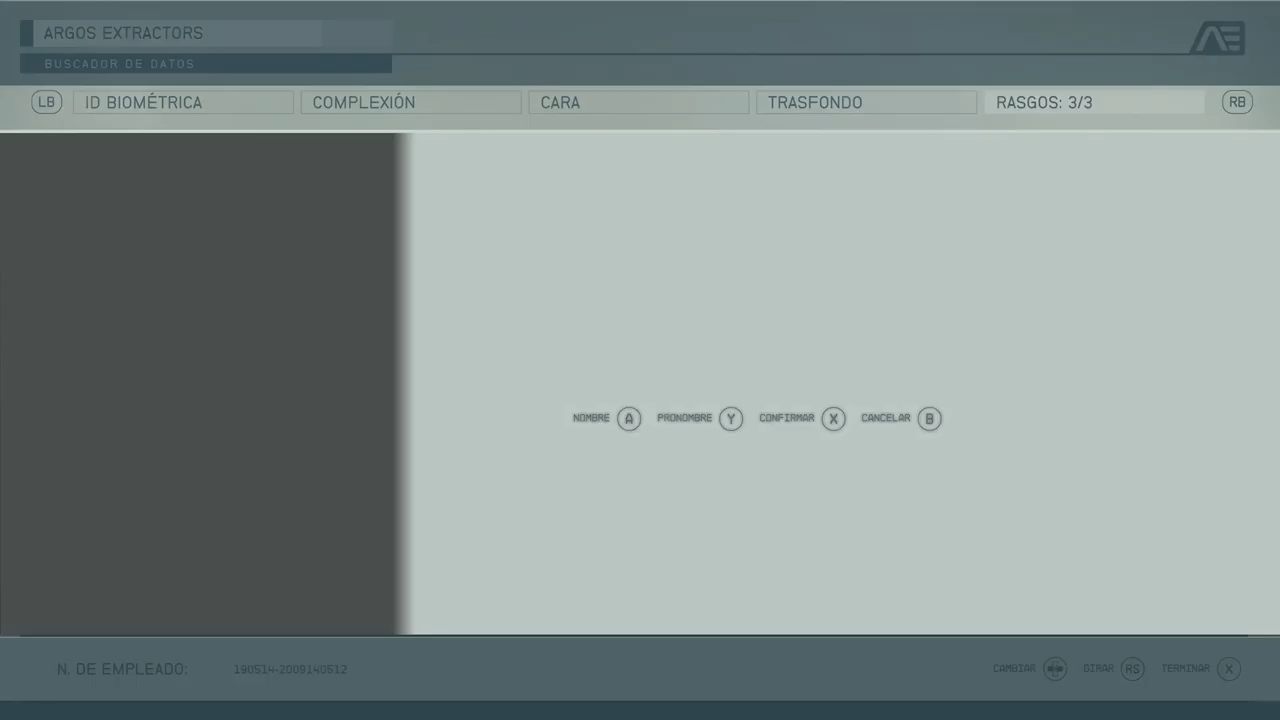 ARGOS EXTRACTORS
BUSCADOR DE DATOS
AE
LB ID BIOMÉTRICA COMPLEXIÓN CARA TRASFONDO RASGOS: 3/3 RB
NOMBRE A PRONOMBRE Y CONFIRMAR X CANCELAR B
N. DE EMPLEADO: 190514-2009140512 CAMBIAR GIRAR RS TERMINAR X